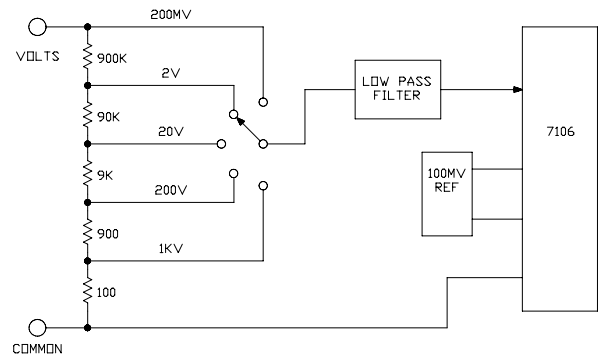 200MV
VOLTS
900K
2V
LOW PASS
FILTER
90K
20V
7106
9K
100MV
REF
200V
900
1KV
100
COMMON